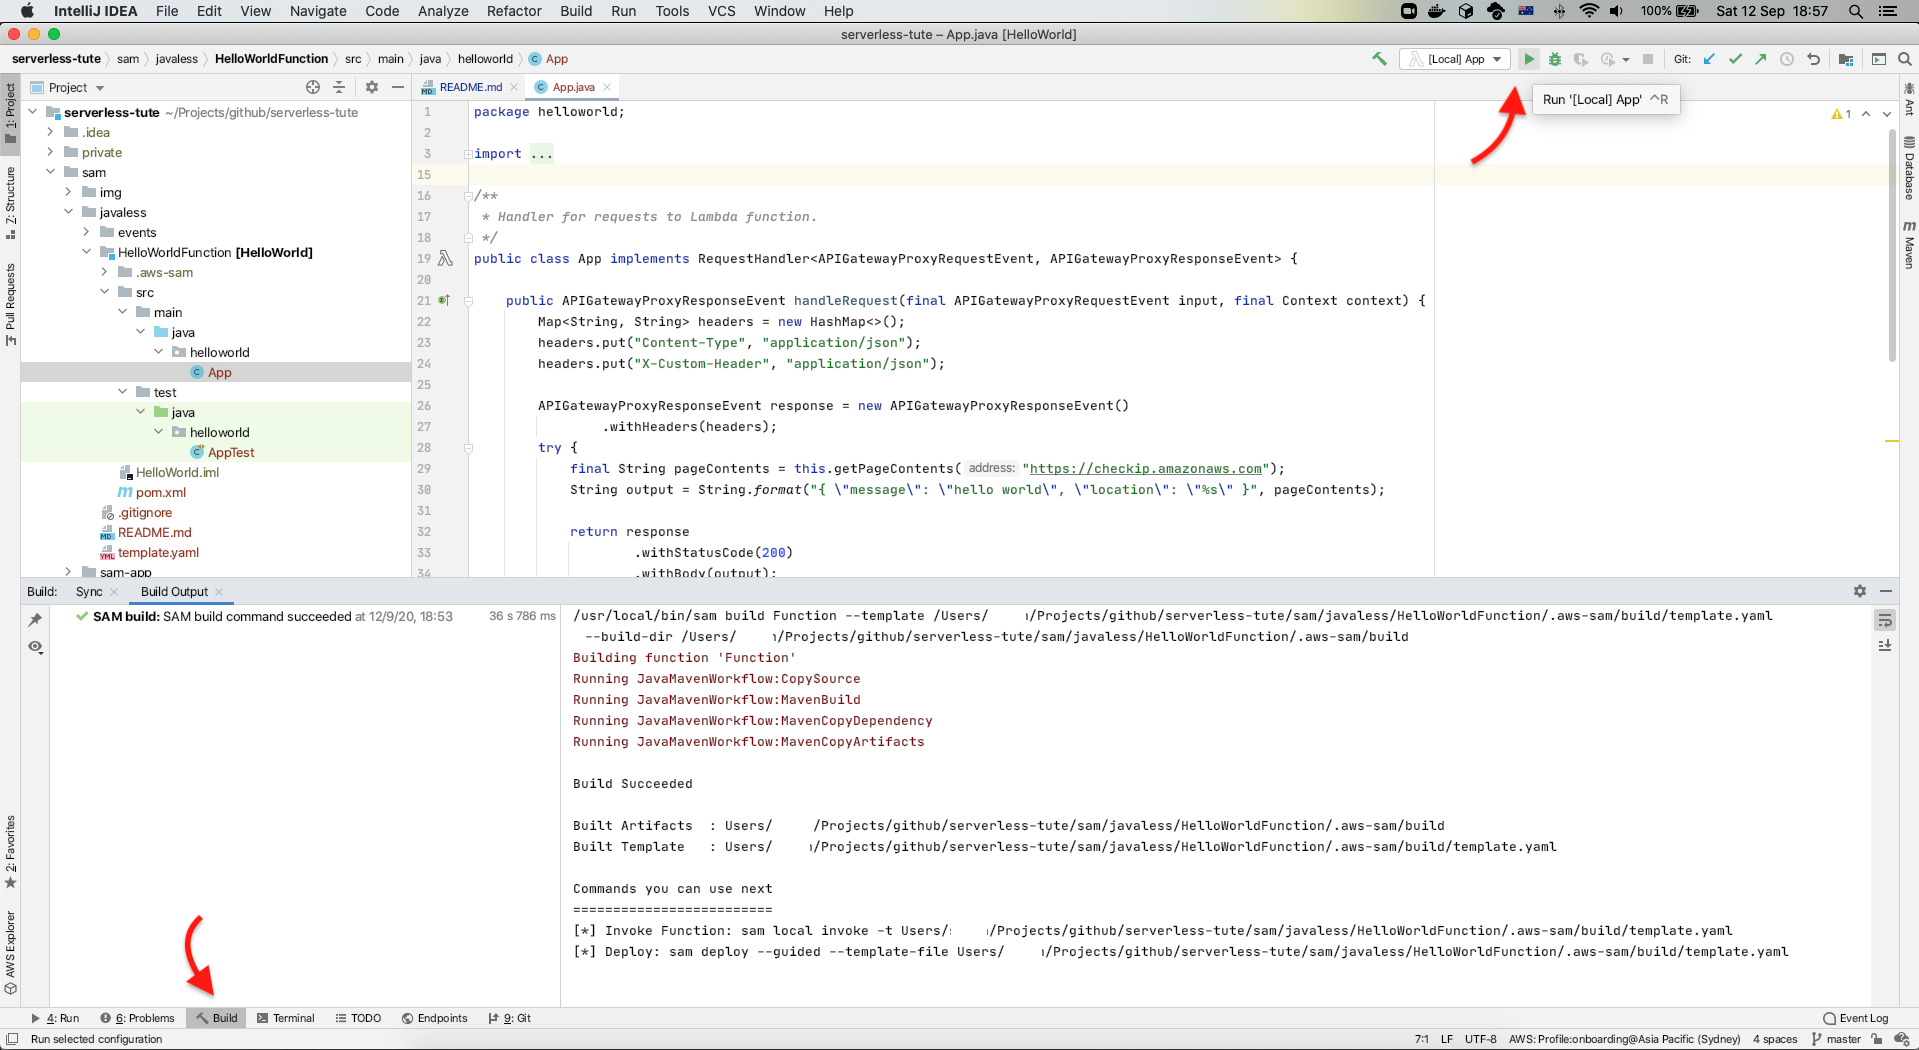 IntelliJ IDEA File Edit View Navigate Code Analyze Refactor Build Run Tools VCS Window Help 100% Sat 12 Sep 18:57
serverless-tute – App.java [HelloWorld]
serverless-tute sam javaless HelloWorldFunction src main java helloworld App [Local] App Git:
Project README.md App.java
Run '[Local] App' ^R
1: Project
7: Structure
Pull Requests
2: Favorites
AWS Explorer
serverless-tute ~/Projects/github/serverless-tute
.idea
private
sam
img
javaless
events
HelloWorldFunction [HelloWorld]
.aws-sam
src
main
java
helloworld
App
test
java
helloworld
AppTest
HelloWorld.iml
pom.xml
.gitignore
README.md
template.yaml
sam-app
1 package helloworld;
2
3 import ...
15
16 /**
17 * Handler for requests to Lambda function.
18 */
19 public class App implements RequestHandler<APIGatewayProxyRequestEvent, APIGatewayProxyResponseEvent> {
20
21 public APIGatewayProxyResponseEvent handleRequest(final APIGatewayProxyRequestEvent input, final Context context) {
22 Map<String, String> headers = new HashMap<>();
23 headers.put("Content-Type", "application/json");
24 headers.put("X-Custom-Header", "application/json");
25
26 APIGatewayProxyResponseEvent response = new APIGatewayProxyResponseEvent()
27 .withHeaders(headers);
28 try {
29 final String pageContents = this.getPageContents( address: "https://checkip.amazonaws.com");
30 String output = String.format("{ \"message\": \"hello world\", \"location\": \"%s\" }", pageContents);
31
32 return response
33 .withStatusCode(200)
34 .withBody(output);
1
Ant
Database
Maven
Build: Sync Build Output
SAM build: SAM build command succeeded at 12/9/20, 18:53 36 s 786 ms
/usr/local/bin/sam build Function --template /Users/ /Projects/github/serverless-tute/sam/javaless/HelloWorldFunction/.aws-sam/build/template.yaml
--build-dir /Users/ /Projects/github/serverless-tute/sam/javaless/HelloWorldFunction/.aws-sam/build
Building function 'Function'
Running JavaMavenWorkflow:CopySource
Running JavaMavenWorkflow:MavenBuild
Running JavaMavenWorkflow:MavenCopyDependency
Running JavaMavenWorkflow:MavenCopyArtifacts
Build Succeeded
Built Artifacts : Users/ /Projects/github/serverless-tute/sam/javaless/HelloWorldFunction/.aws-sam/build
Built Template : Users/ /Projects/github/serverless-tute/sam/javaless/HelloWorldFunction/.aws-sam/build/template.yaml
Commands you can use next
=========================
[*] Invoke Function: sam local invoke -t Users/ /Projects/github/serverless-tute/sam/javaless/HelloWorldFunction/.aws-sam/build/template.yaml
[*] Deploy: sam deploy --guided --template-file Users/ /Projects/github/serverless-tute/sam/javaless/HelloWorldFunction/.aws-sam/build/template.yaml
4: Run 6: Problems Build Terminal TODO Endpoints 9: Git Event Log
Run selected configuration 7:1 LF UTF-8 AWS: Profile:onboarding@Asia Pacific (Sydney) 4 spaces master